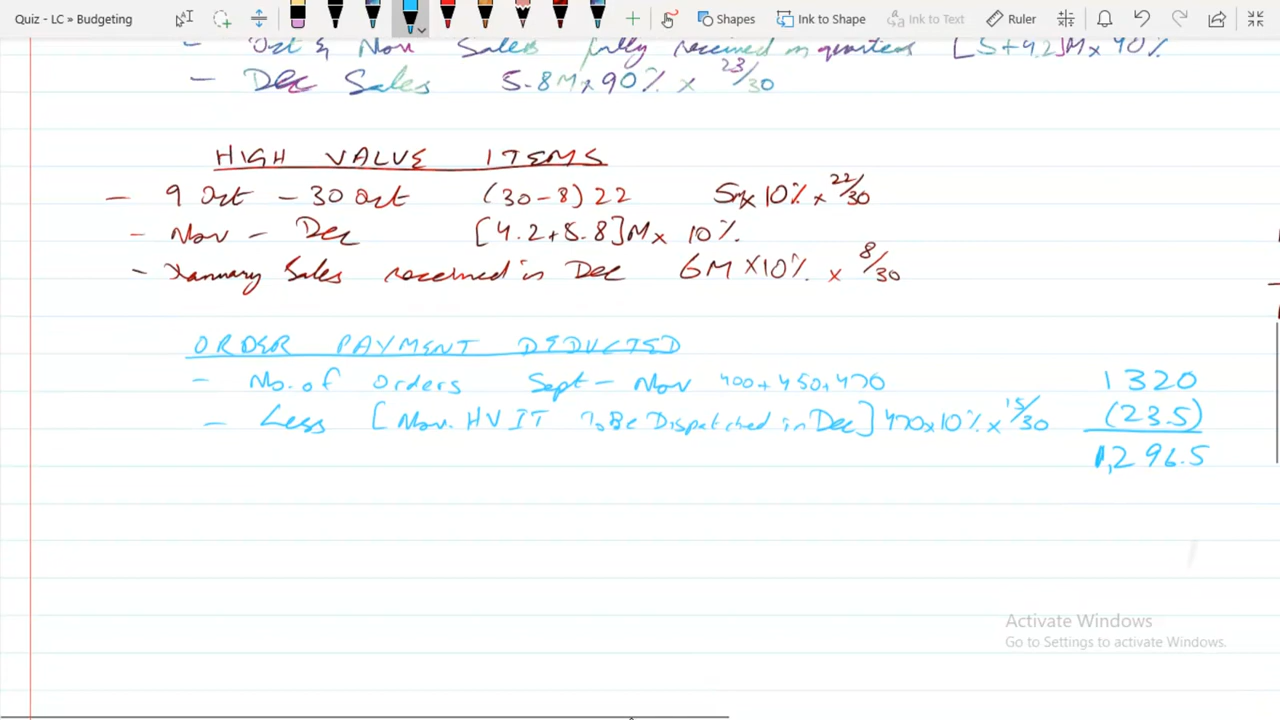 Quiz - LC » Budgeting Shapes Ink to Shape Ink to Text Ruler
- Oct & Nov Sales fully received in quarters [5+4.2]M x 90%
- Dec Sales 5.8M x 90% x 23/30
HIGH VALUE ITEMS
- 9 Oct - 30 Oct (30-8) 22 5M x 10% x 22/30
- Nov - Dec [4.2+5.8]M x 10%
- January Sales received in Dec 6M x 10% x 8/30
ORDER PAYMENT DEDUCTED
- No. of Orders Sept - Nov 400+450+470 1320
- Less [Nov. HVIT To Be Dispatched in Dec] 470 x 10% x 15/30 (23.5)
1,296.5
Activate Windows
Go to Settings to activate Windows.